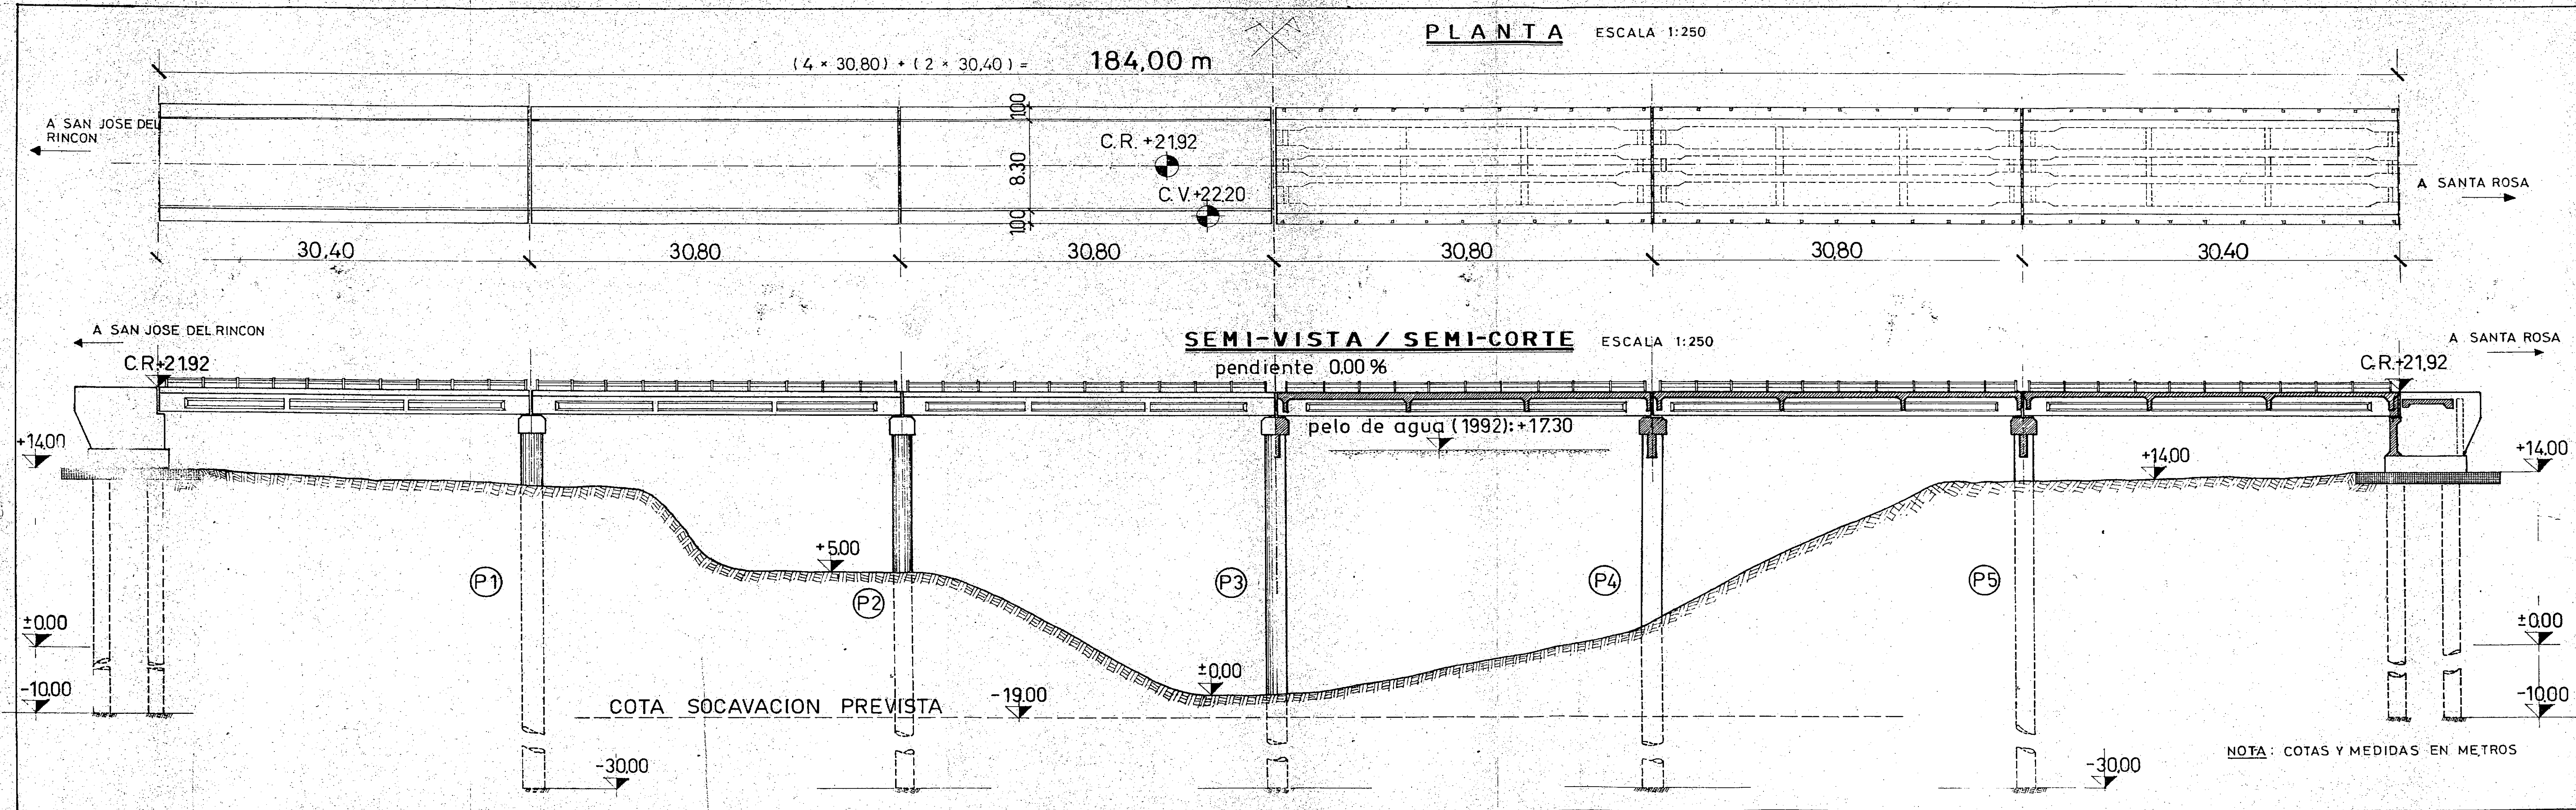 PLANTA ESCALA 1:250
(4 × 30,80) + (2 × 30,40) = 184,00 m
A SAN JOSE DEL
RINCON
1.00
8.30
1.00
C.R. +21.92
C.V. +22.20
A SANTA ROSA
30,40 30,80 30,80 30,80 30,80 30,40
A SAN JOSE DEL RINCON
SEMI-VISTA / SEMI-CORTE ESCALA 1:250
A SANTA ROSA
pendiente 0.00 %
C.R.+21.92
C.R.+21,92
pelo de agua (1992):+17.30
+14.00
+14.00
+14.00
+5.00
P1
P2
P3
P4
P5
±0.00
±0.00
±0.00
-10.00
-10.00
COTA SOCAVACION PREVISTA -19.00
-30.00
-30.00
NOTA: COTAS Y MEDIDAS EN METROS